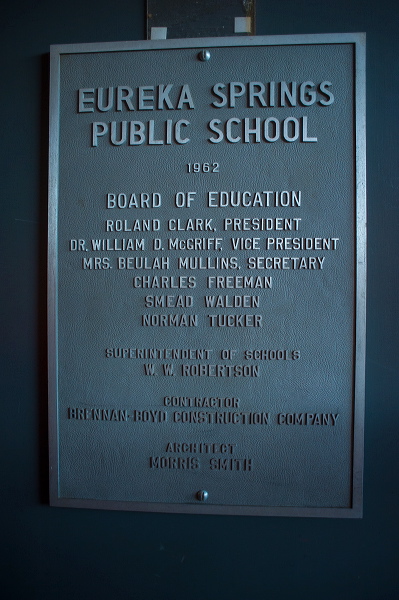 EUREKA SPRINGS
PUBLIC SCHOOL
1962
BOARD OF EDUCATION
ROLAND CLARK, PRESIDENT
DR. WILLIAM D. McGRIFF, VICE PRESIDENT
MRS. BEULAH MULLINS, SECRETARY
CHARLES FREEMAN
SMEAD WALDEN
NORMAN TUCKER
SUPERINTENDENT OF SCHOOLS
W. W. ROBERTSON
CONTRACTOR
BRENNAN-BOYD CONSTRUCTION COMPANY
ARCHITECT
MORRIS SMITH